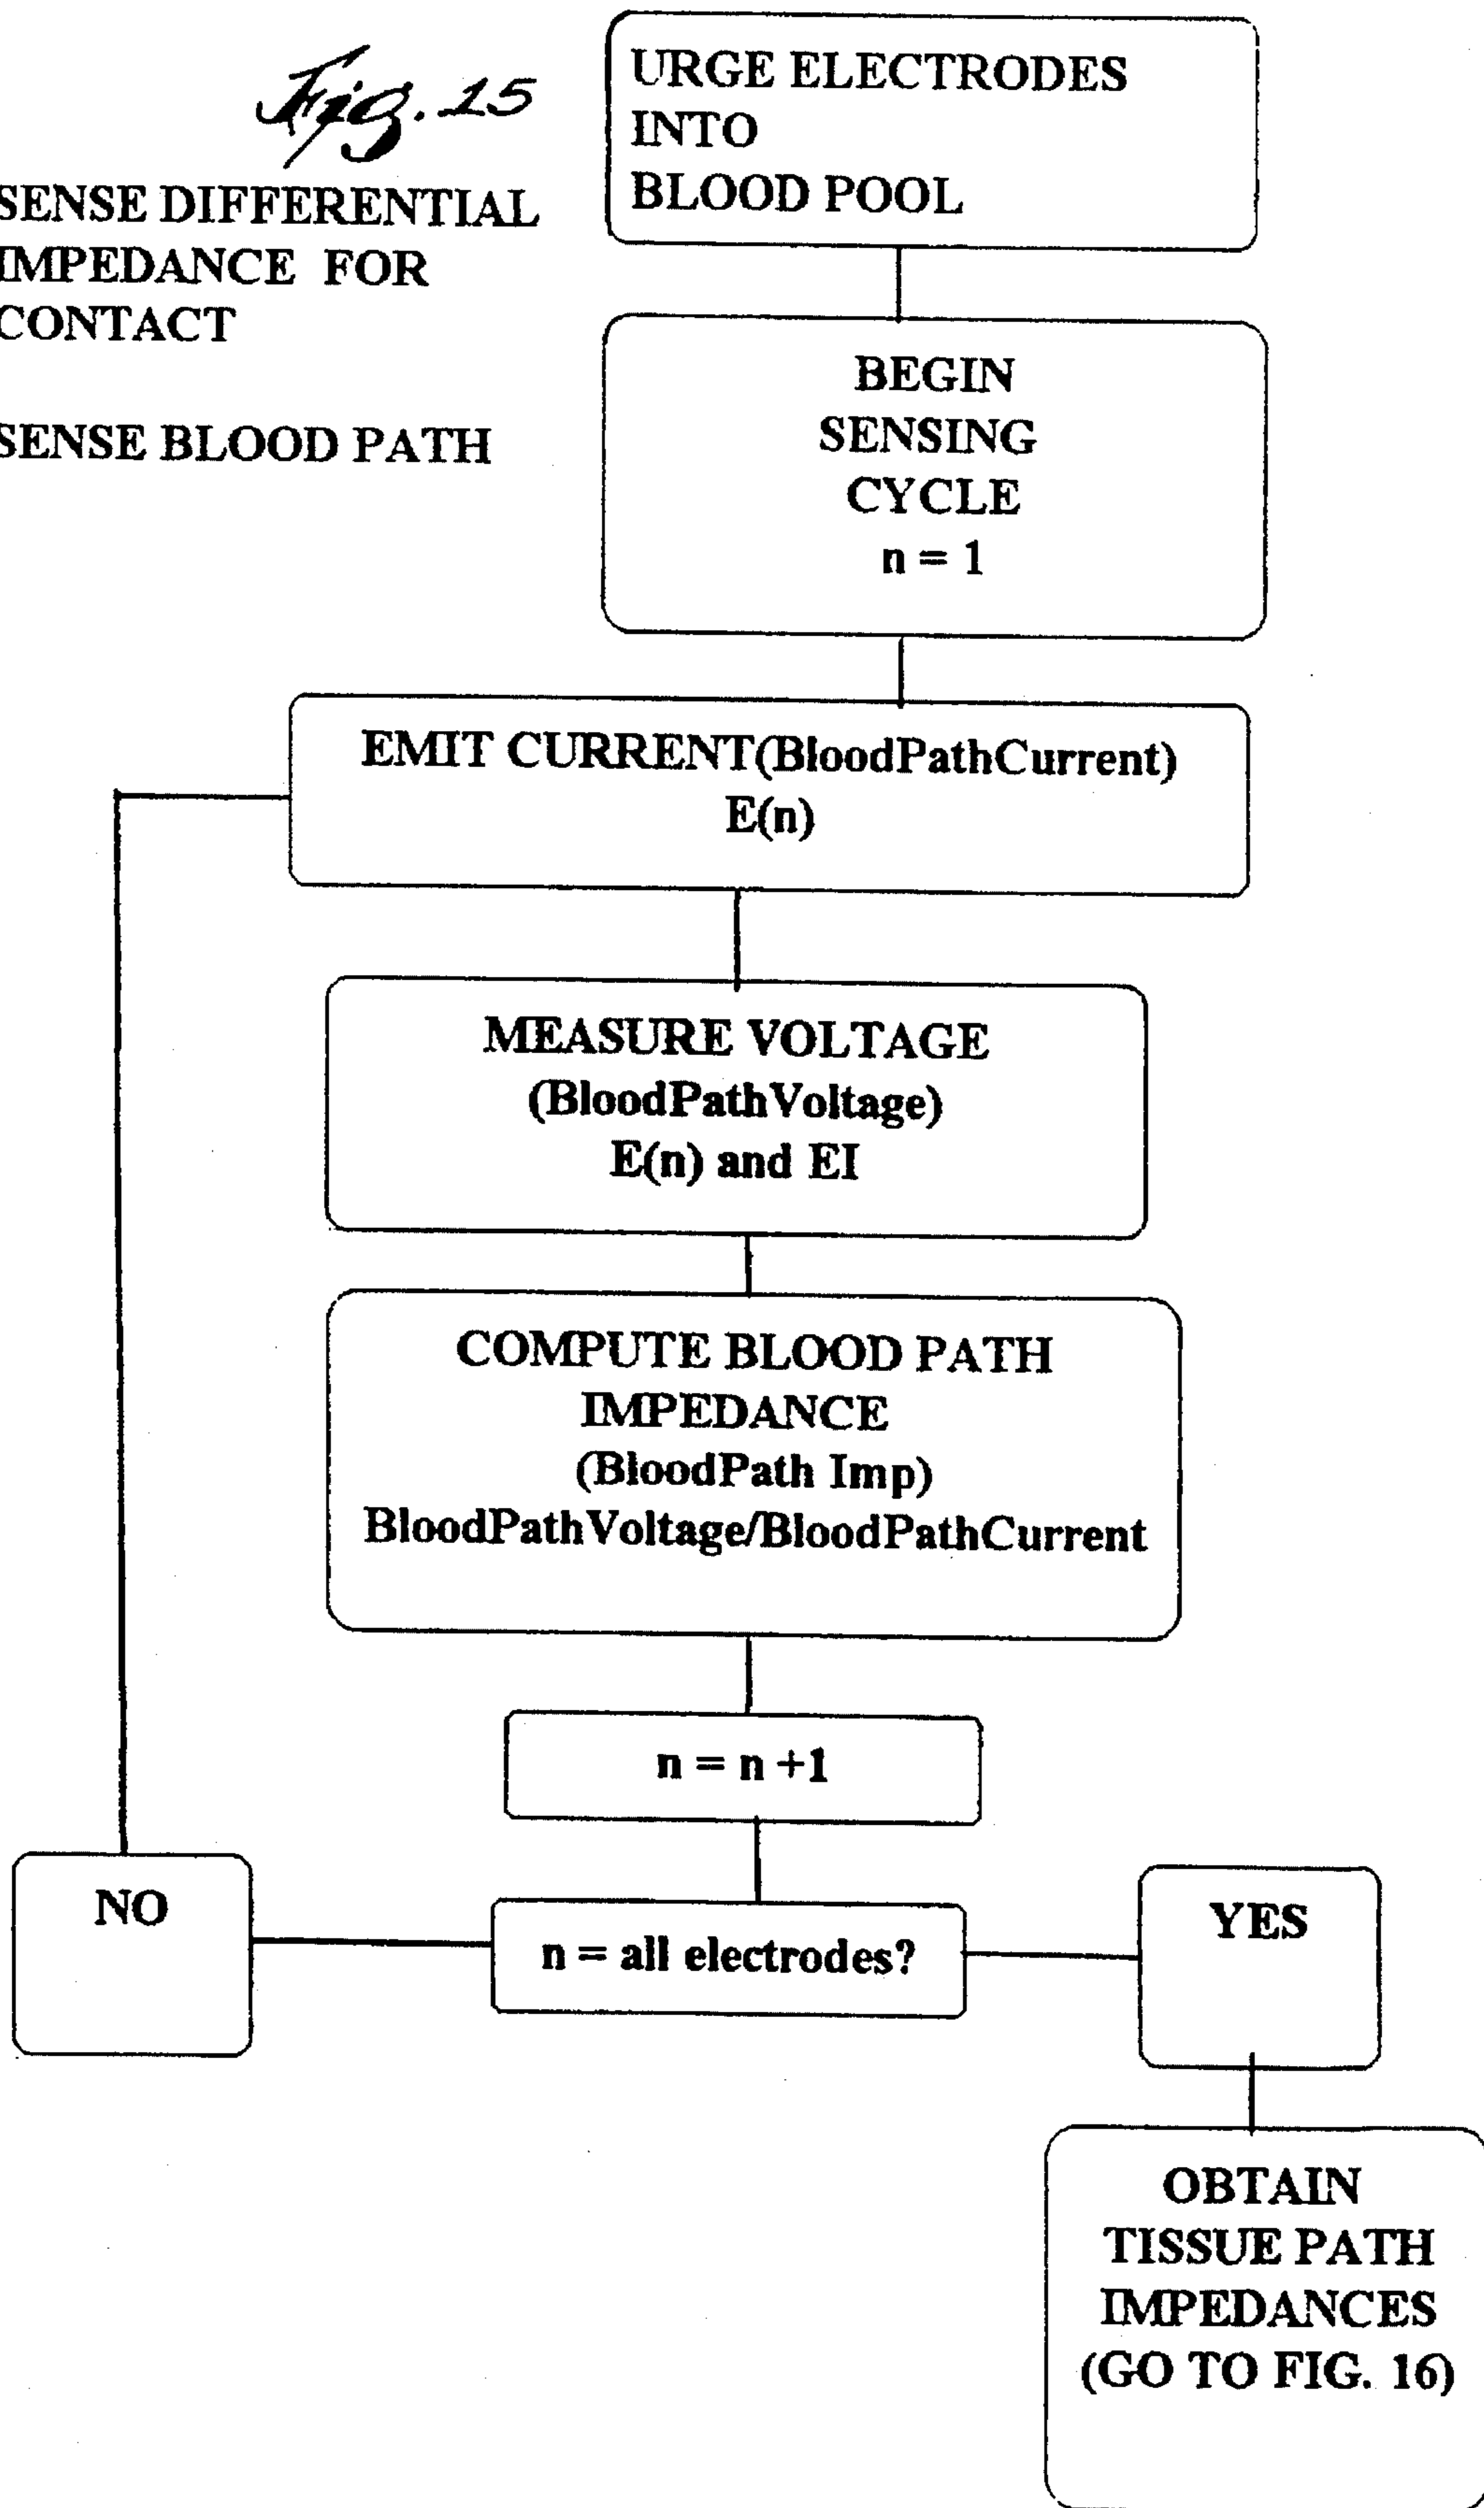 Fig. 15
SENSE DIFFERENTIAL
IMPEDANCE FOR
CONTACT
SENSE BLOOD PATH
URGE ELECTRODES
INTO
BLOOD POOL
BEGIN
SENSING
CYCLE
n = 1
EMIT CURRENT(BloodPathCurrent)
E(n)
MEASURE VOLTAGE
(BloodPathVoltage)
E(n) and EI
COMPUTE BLOOD PATH
IMPEDANCE
(BloodPath Imp)
BloodPathVoltage/BloodPathCurrent
n = n +1
NO
n = all electrodes?
YES
OBTAIN
TISSUE PATH
IMPEDANCES
(GO TO FIG. 16)